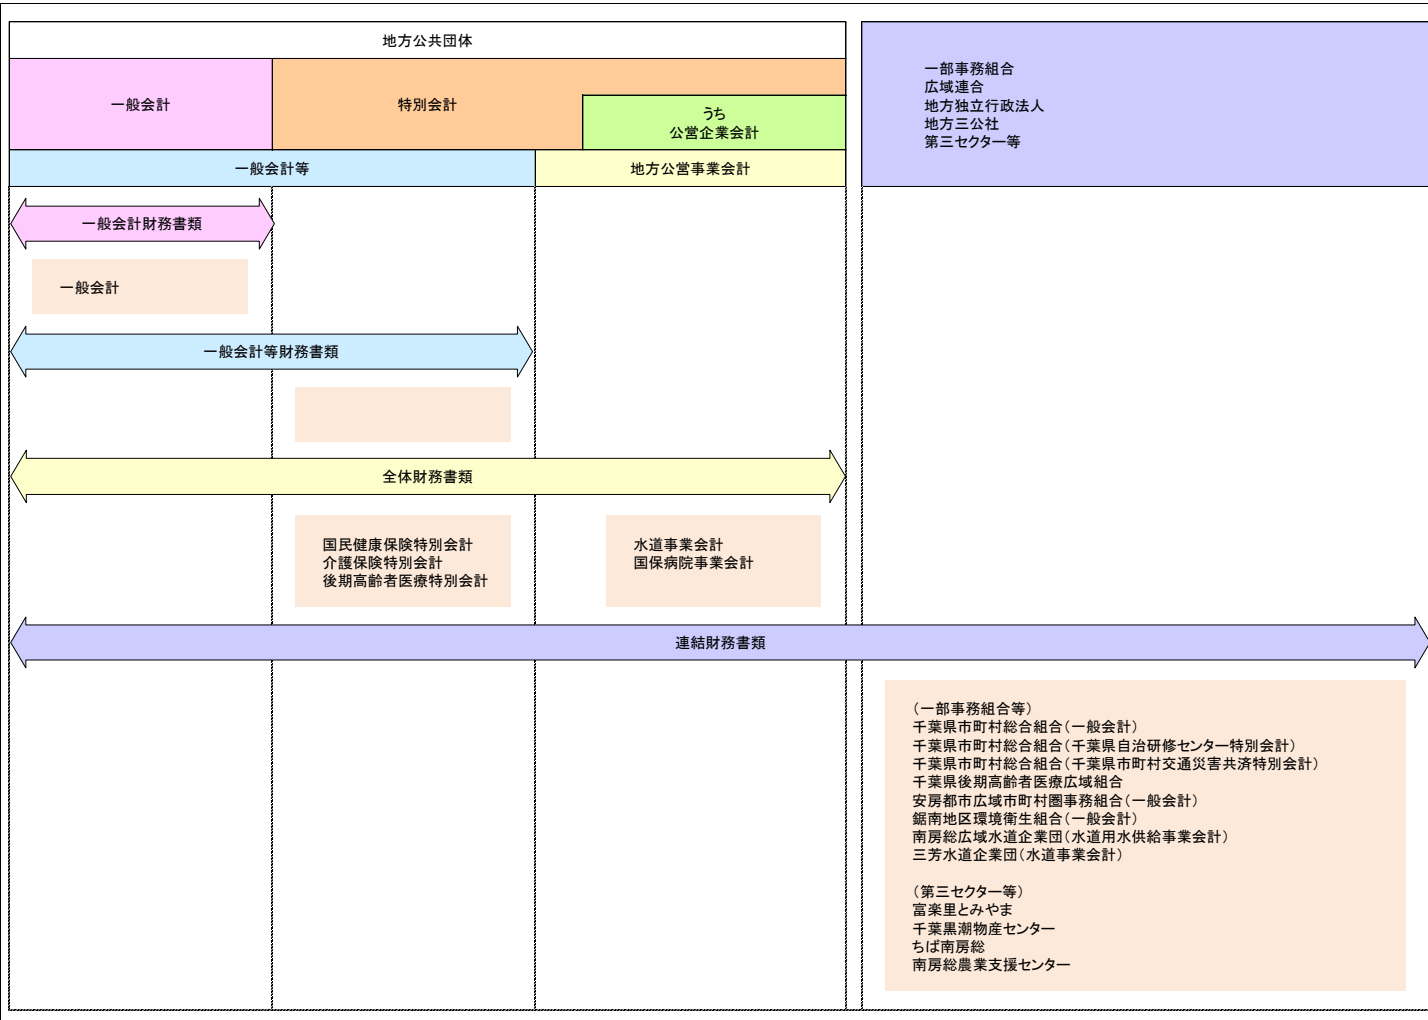 地方公共団体
一般会計
特別会計
うち
公営企業会計
一般会計等
地方公営事業会計
一部事務組合
広域連合
地方独立行政法人
地方三公社
第三セクター等
一般会計財務書類
一般会計
一般会計等財務書類
全体財務書類
国民健康保険特別会計
介護保険特別会計
後期高齢者医療特別会計
水道事業会計
国保病院事業会計
連結財務書類
（一部事務組合等）
千葉県市町村総合組合（一般会計）
千葉県市町村総合組合（千葉県自治研修センター特別会計）
千葉県市町村総合組合（千葉県市町村交通災害共済特別会計）
千葉県後期高齢者医療広域組合
安房郡市広域市町村圏事務組合（一般会計）
鋸南地区環境衛生組合（一般会計）
南房総広域水道企業団（水道用水供給事業会計）
三芳水道企業団（水道事業会計）
（第三セクター等）
富楽里とみやま
千葉黒潮物産センター
ちば南房総
南房総農業支援センター